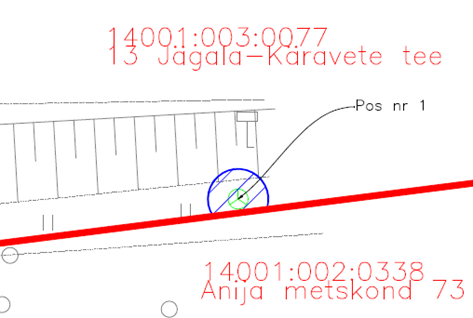 14001:003:0077
13 Jägala-Käravete tee
Pos nr 1
14001:002:0338
Anija metskond 73